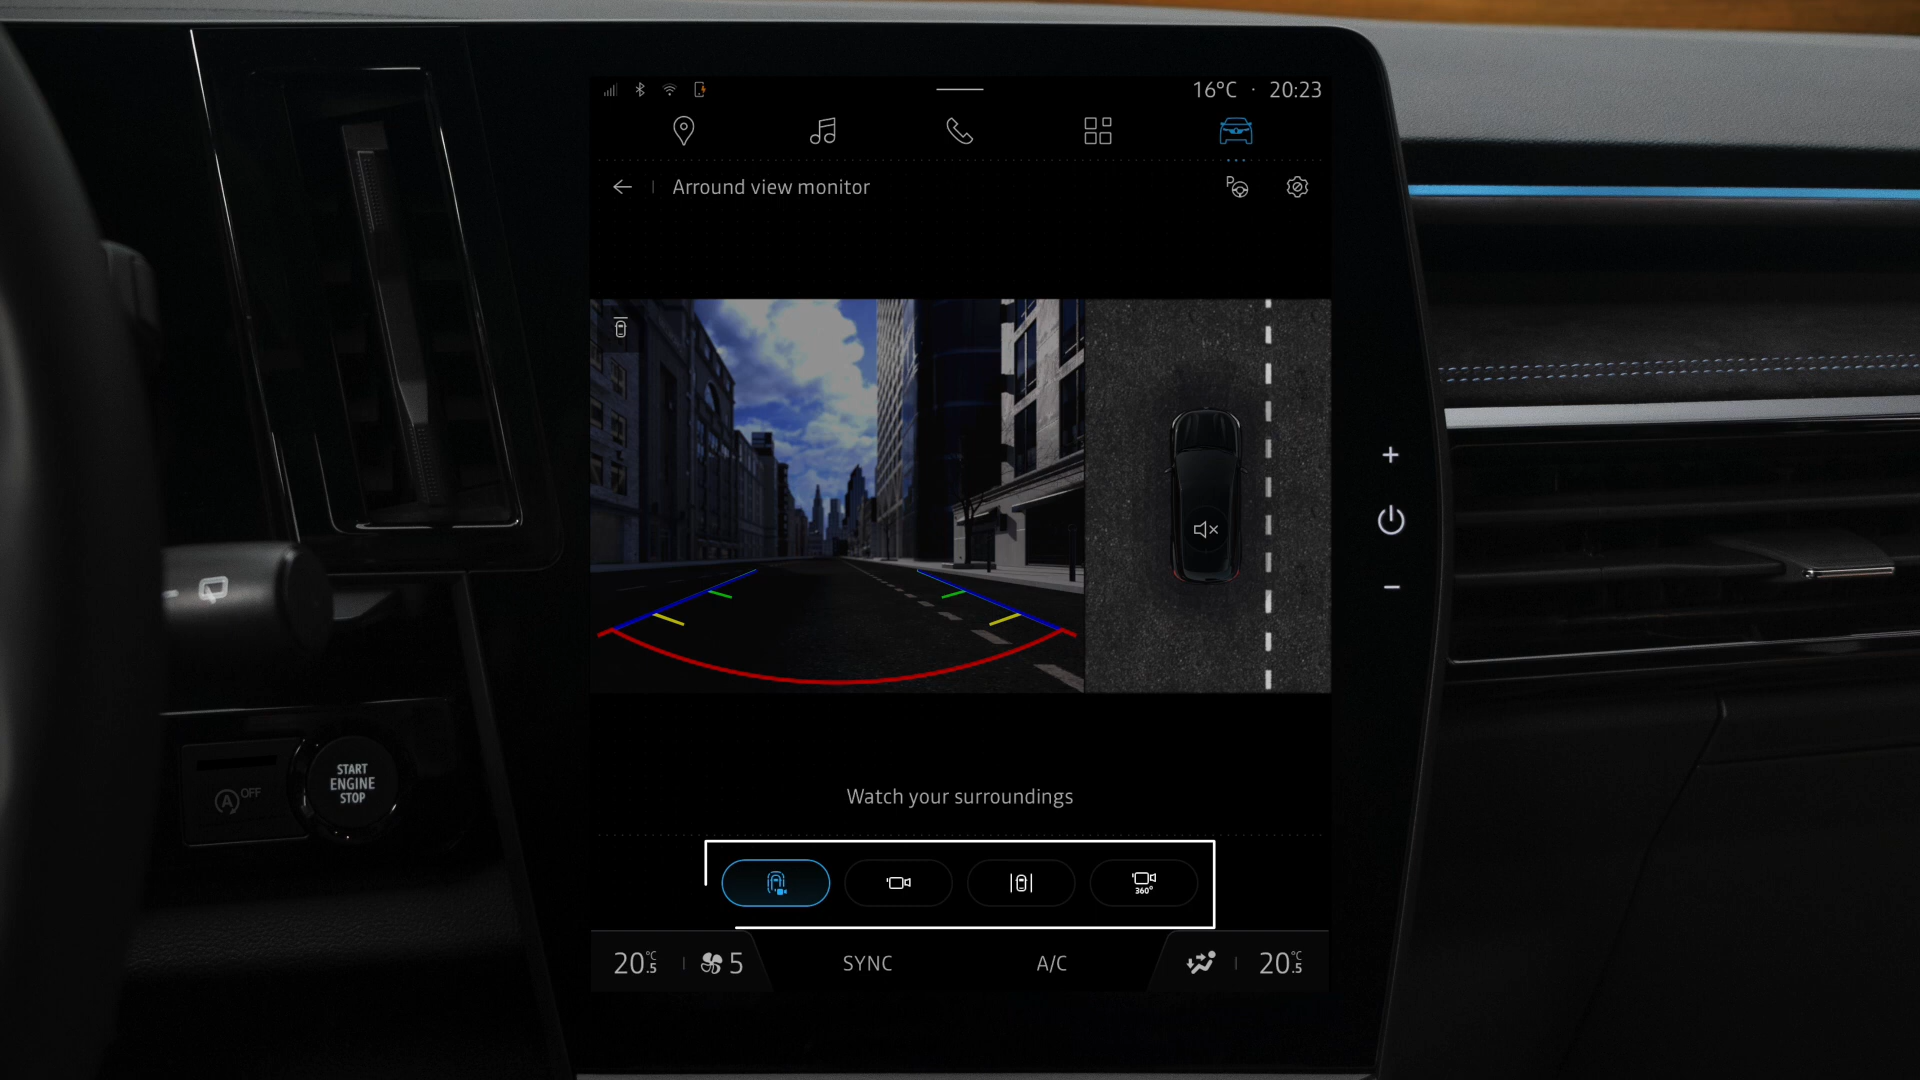 16°C · 20:23
Arround view monitor
START
ENGINE
STOP
A OFF
Watch your surroundings
360°
20.5 °C 5 SYNC A/C 20.5 °C